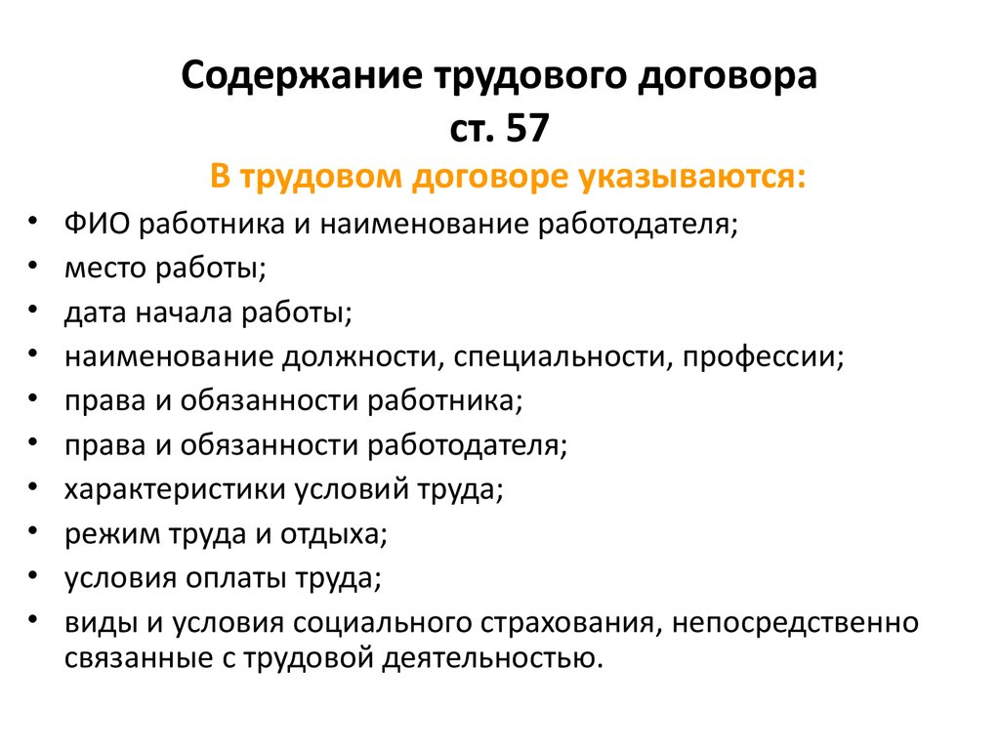 Содержание трудового договора
ст. 57
В трудовом договоре указываются:
• ФИО работника и наименование работодателя;
• место работы;
• дата начала работы;
• наименование должности, специальности, профессии;
• права и обязанности работника;
• права и обязанности работодателя;
• характеристики условий труда;
• режим труда и отдыха;
• условия оплаты труда;
• виды и условия социального страхования, непосредственно
связанные с трудовой деятельностью.